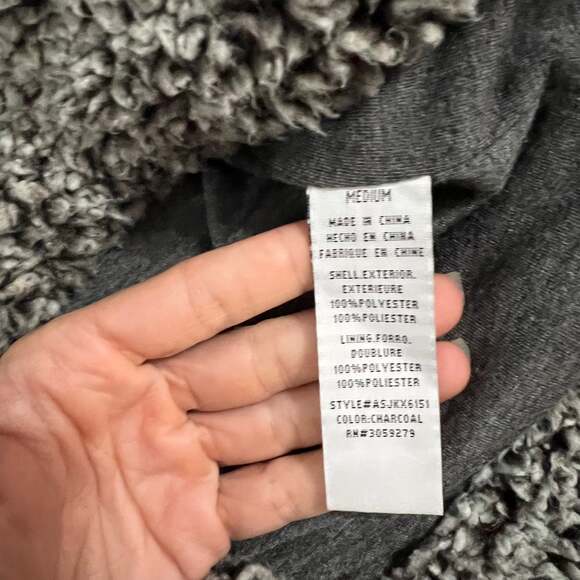 MEDIUM
MADE IN CHINA
HECHO EN CHINA
FABRIQUE EN CHINE
SHELL.EXTERIOR.
EXTERIEURE
100%POLYESTER
100%POLIESTER
LINING.FORRO.
DOUBLURE
100%POLYESTER
100%POLIESTER
STYLE#ASJKX6151
COLOR:CHARCOAL
RN#3059279